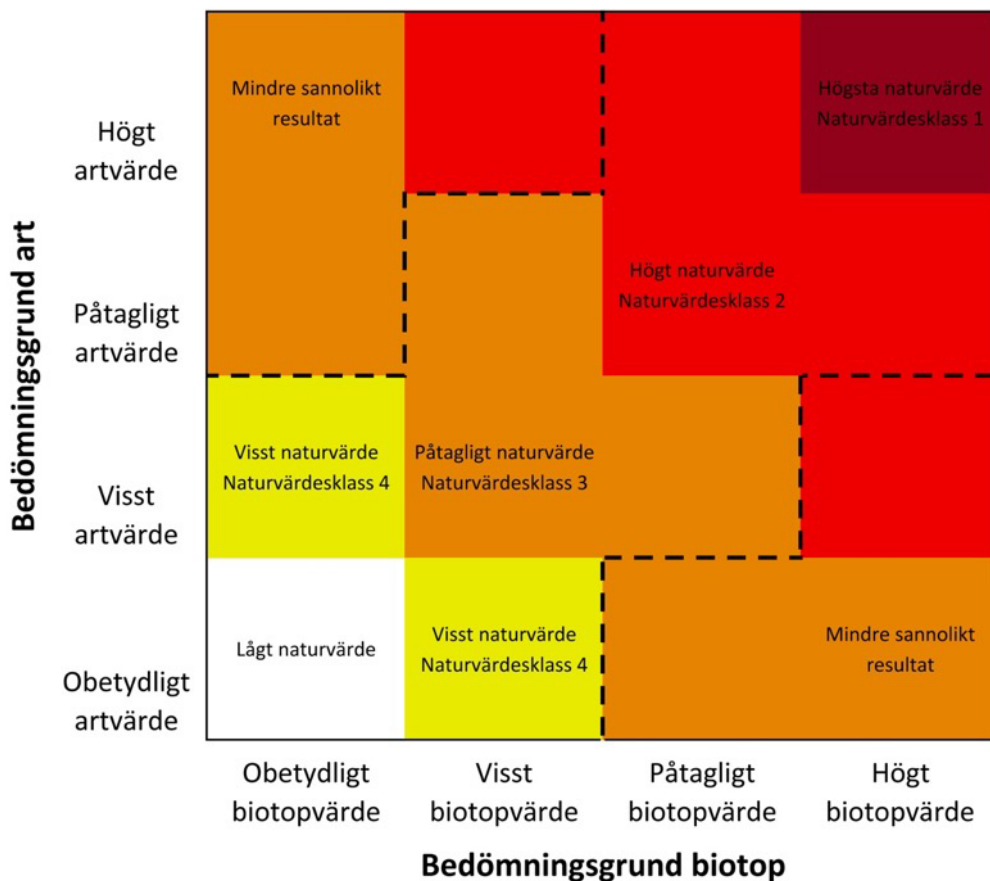 Bedömningsgrund art
Högt
artvärde
Påtagligt
artvärde
Visst
artvärde
Obetydligt
artvärde
Mindre sannolikt
resultat
Högsta naturvärde
Naturvärdesklass 1
Högt naturvärde
Naturvärdesklass 2
Visst naturvärde
Naturvärdesklass 4
Påtagligt naturvärde
Naturvärdesklass 3
Lågt naturvärde
Visst naturvärde
Naturvärdesklass 4
Mindre sannolikt
resultat
Obetydligt
biotopvärde
Visst
biotopvärde
Påtagligt
biotopvärde
Högt
biotopvärde
Bedömningsgrund biotop